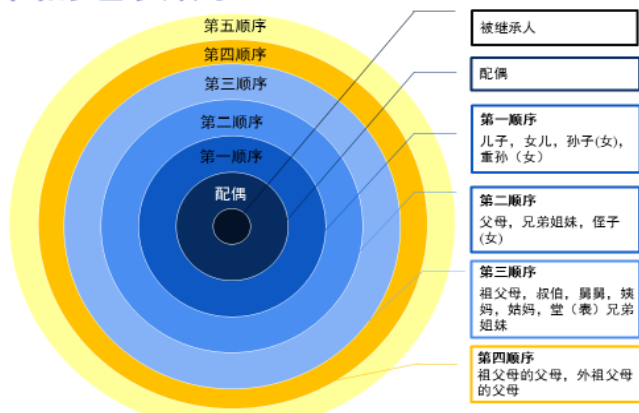 第五顺序
第四顺序
第三顺序
第二顺序
第一顺序
配偶
被继承人
配偶
第一顺序
儿子，女儿，孙子(女)，
重孙（女）
第二顺序
父母，兄弟姐妹，侄子
(女)
第三顺序
祖父母，叔伯，舅舅，姨
妈，姑妈，堂（表）兄弟
姐妹
第四顺序
祖父母的父母，外祖父母
的父母